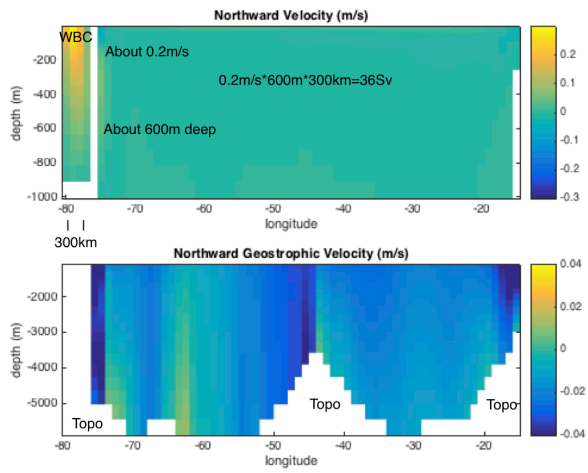 Northward Velocity (m/s)
WBC
About 0.2m/s
0.2m/s*600m*300km=36Sv
About 600m deep
depth (m)
-200
-400
-600
-800
-1000
-80
-70
-60
-50
-40
-30
-20
longitude
0.2
0.1
0
-0.1
-0.2
-0.3
300km
Northward Geostrophic Velocity (m/s)
depth (m)
-2000
-3000
-4000
-5000
Topo
Topo
Topo
-80
-70
-60
-50
-40
-30
-20
longitude
0.04
0.02
0
-0.02
-0.04